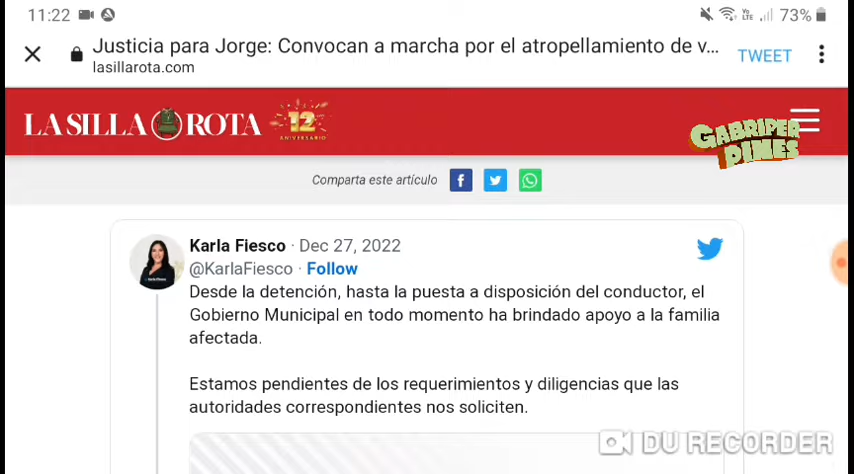 11:22 Vo LTE 73%
Justicia para Jorge: Convocan a marcha por el atropellamiento de v...
TWEET
lasillarota.com
LA SILLA ROTA 12 ANIVERSARIO
GABRIPER PINES
Comparta este artículo
Karla Fiesco · Dec 27, 2022
@KarlaFiesco · Follow
Desde la detención, hasta la puesta a disposición del conductor, el
Gobierno Municipal en todo momento ha brindado apoyo a la familia
afectada.
Estamos pendientes de los requerimientos y diligencias que las
autoridades correspondientes nos soliciten.
DU RECORDER